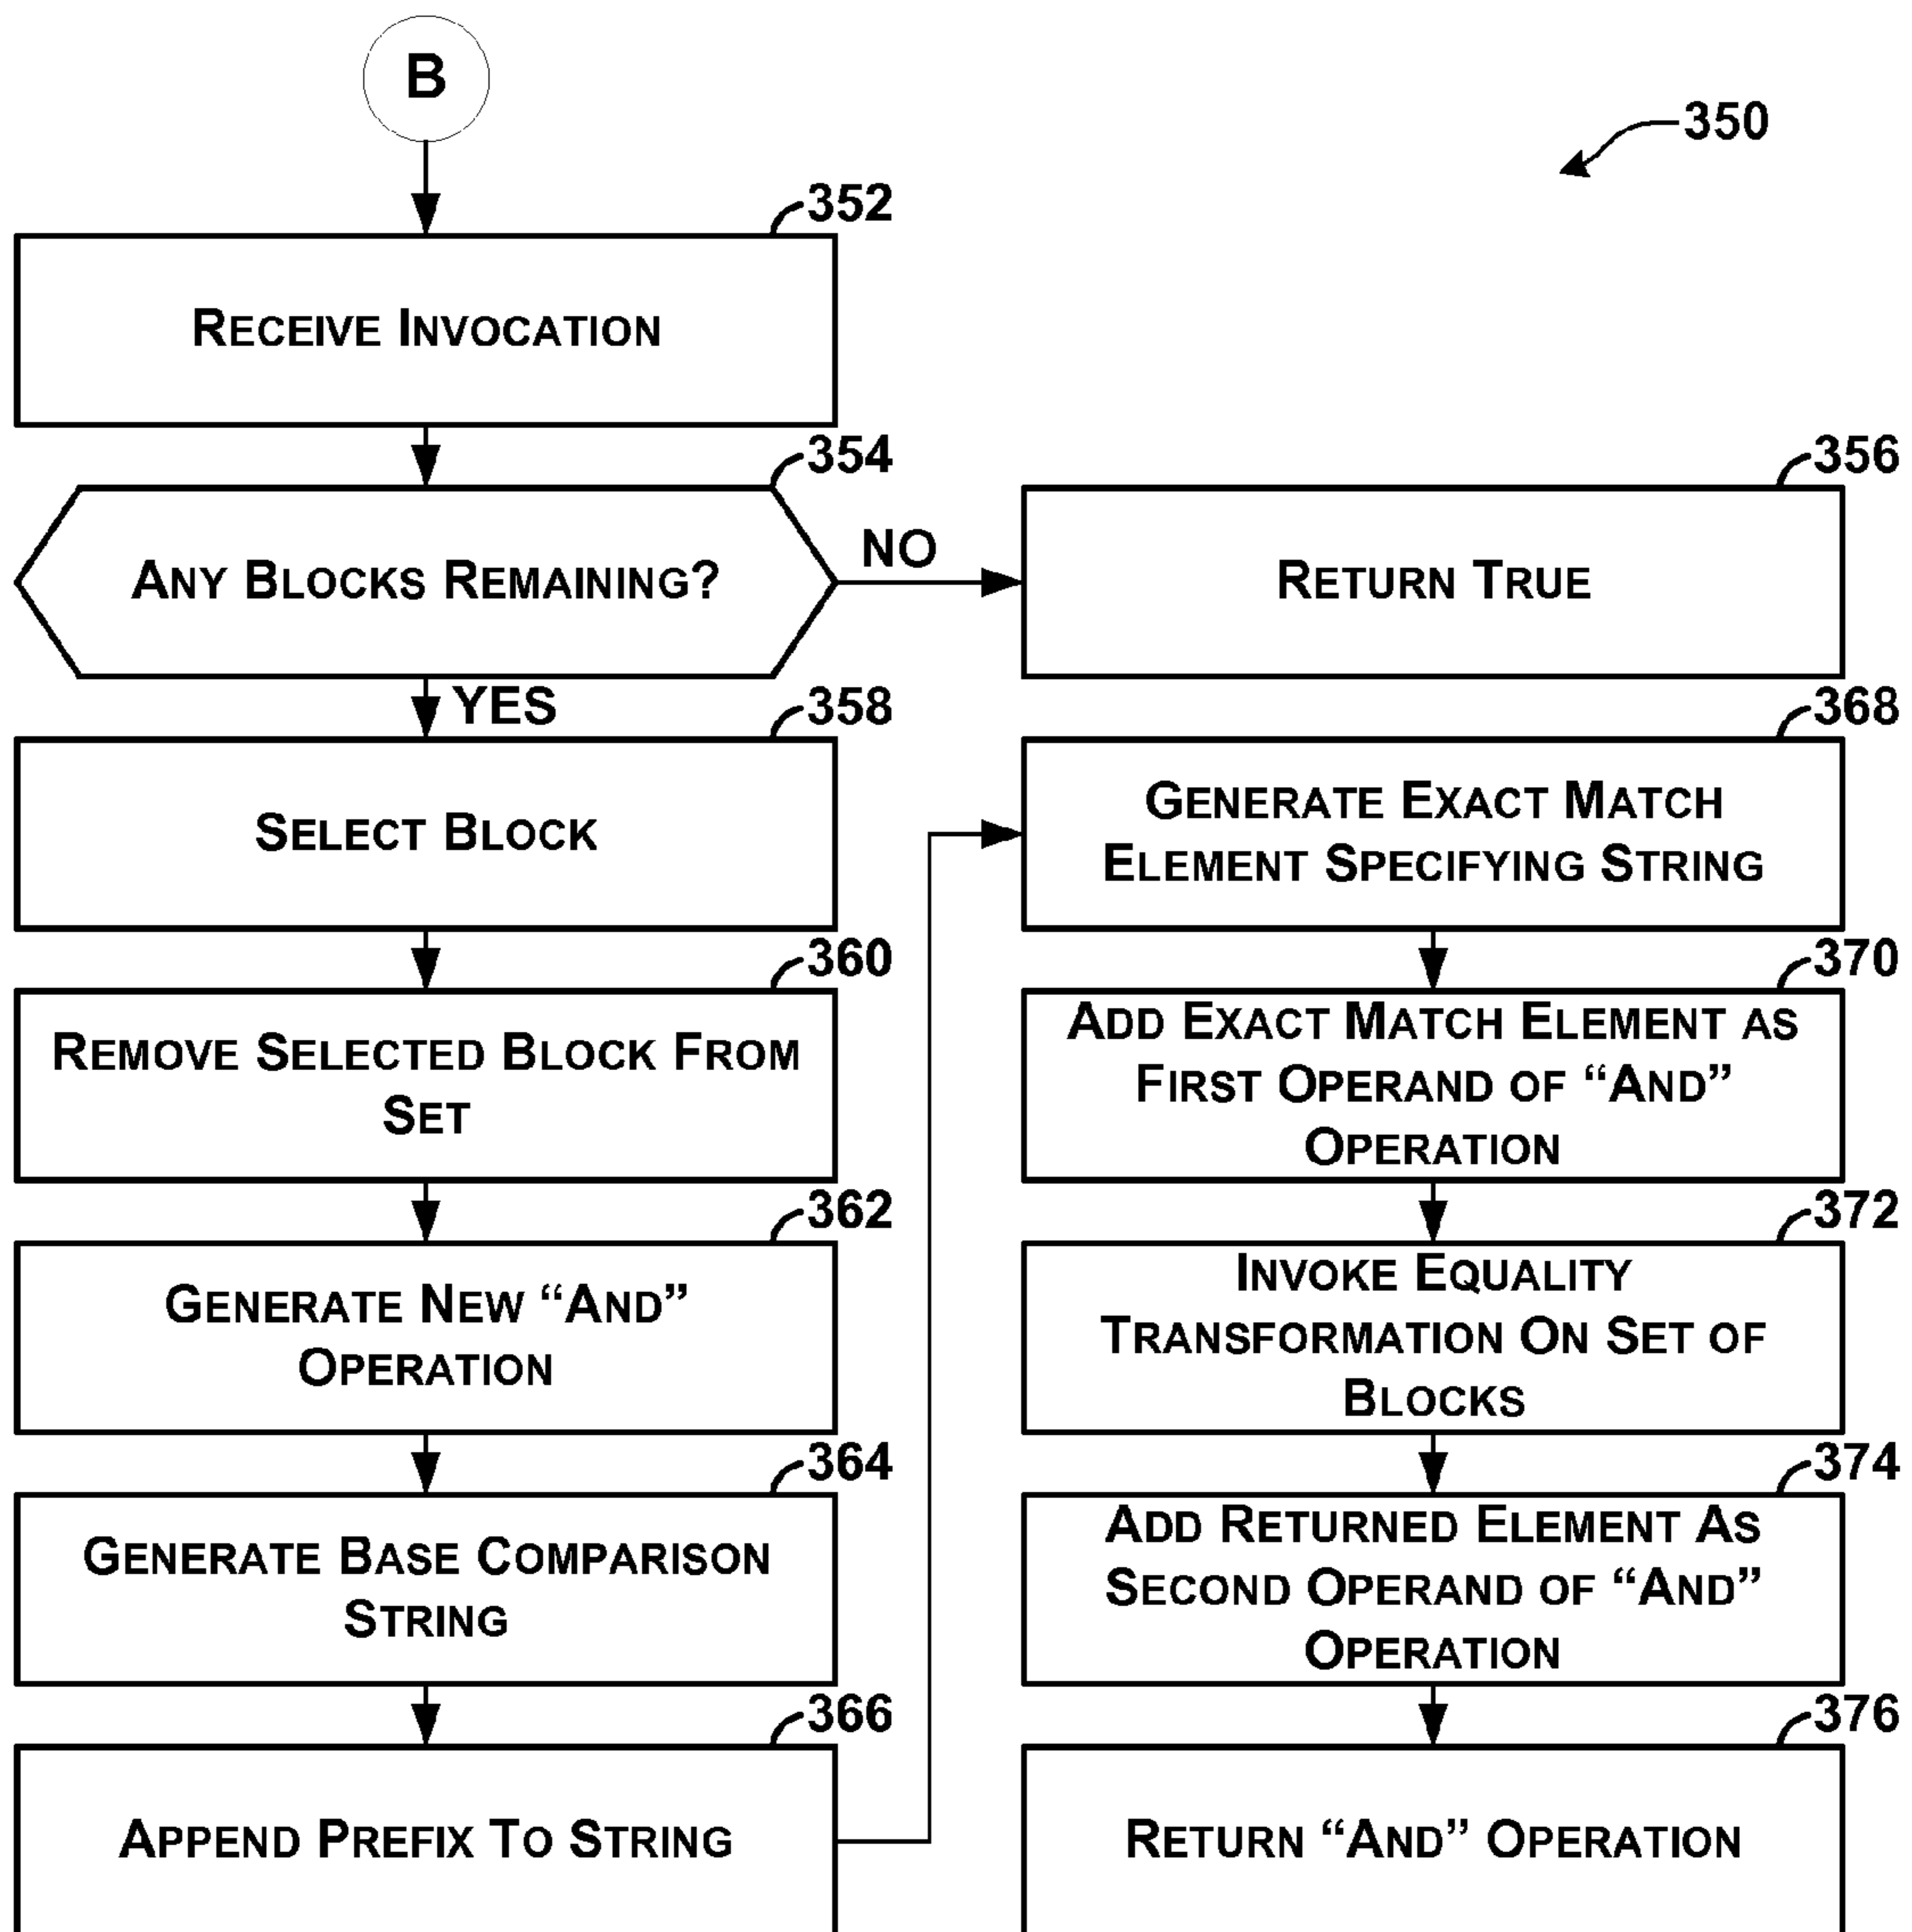 B
350
352
RECEIVE INVOCATION
354
ANY BLOCKS REMAINING?
NO
356
RETURN TRUE
YES
358
SELECT BLOCK
360
REMOVE SELECTED BLOCK FROM
SET
362
GENERATE NEW “AND”
OPERATION
364
GENERATE BASE COMPARISON
STRING
366
APPEND PREFIX TO STRING
368
GENERATE EXACT MATCH
ELEMENT SPECIFYING STRING
370
ADD EXACT MATCH ELEMENT AS
FIRST OPERAND OF “AND”
OPERATION
372
INVOKE EQUALITY
TRANSFORMATION ON SET OF
BLOCKS
374
ADD RETURNED ELEMENT AS
SECOND OPERAND OF “AND”
OPERATION
376
RETURN “AND” OPERATION